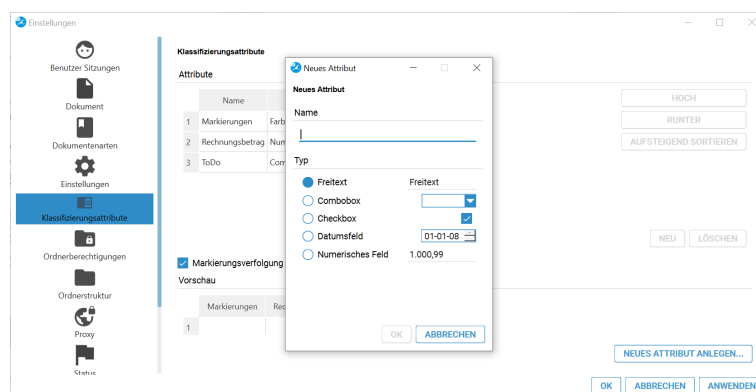 Einstellungen
Benutzer Sitzungen
Dokument
Dokumentenarten
Einstellungen
Klassifizierungsattribute
Ordnerberechtigungen
Ordnerstruktur
Proxy
Status
Klassifizierungsattribute
Attribute
Name
1 Markierungen Farb
2 Rechnungsbetrag Num
3 ToDo Com
HOCH
RUNTER
AUFSTEIGEND SORTIEREN
NEU LÖSCHEN
Markierungsverfolgung
Vorschau
Markierungen Rec
1
NEUES ATTRIBUT ANLEGEN...
OK ABBRECHEN ANWENDEN
Neues Attribut
Neues Attribut
Name
Typ
Freitext Freitext
Combobox
Checkbox
Datumsfeld 01-01-08
Numerisches Feld 1.000,99
OK ABBRECHEN